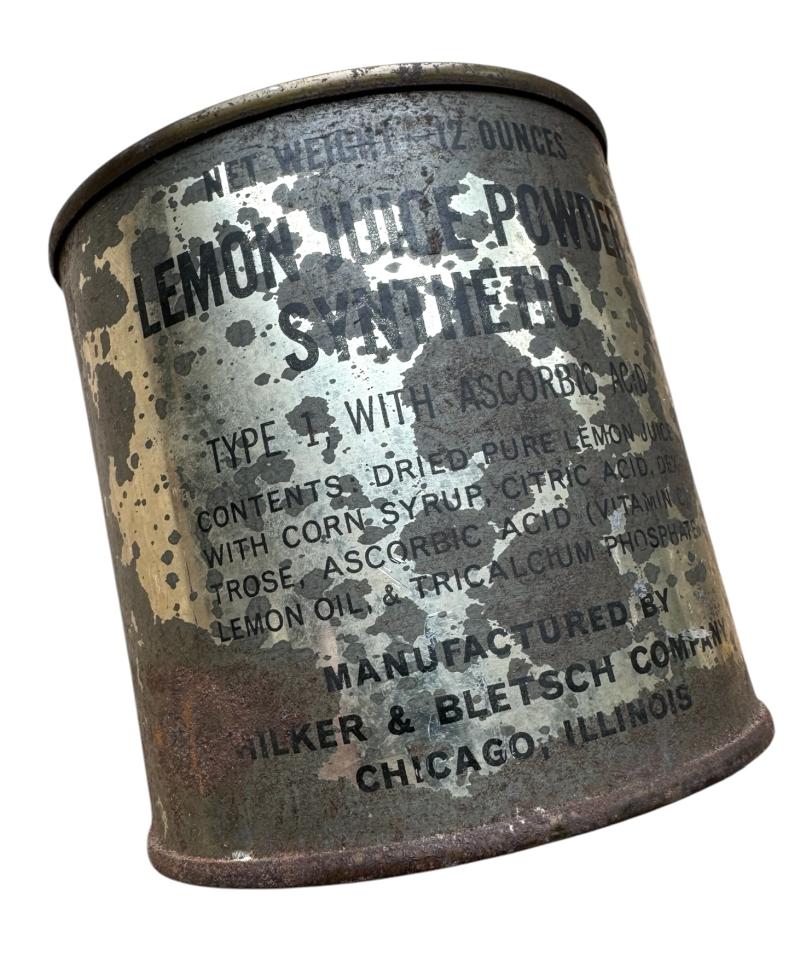 NET WEIGHT-12 OUNCES
LEMON JUICE POWDER
SYNTHETIC
TYPE I, WITH ASCORBIC ACID
CONTENTS: DRIED PURE LEMON JUICE
WITH CORN SYRUP, CITRIC ACID, DEX
TROSE, ASCORBIC ACID (VITAMIN C)
LEMON OIL, & TRICALCIUM PHOSPHATE
MANUFACTURED BY
HILKER & BLETSCH COMPANY
CHICAGO, ILLINOIS